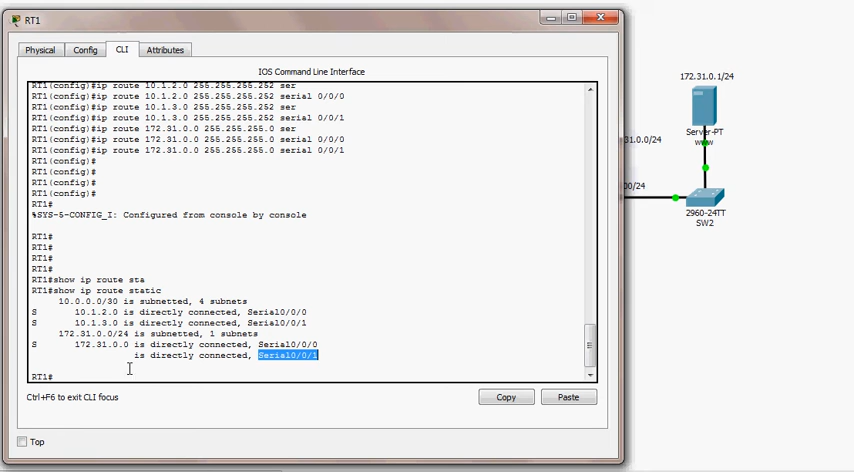 RT1
Physical Config CLI Attributes
IOS Command Line Interface
RT1(config)#ip route 10.1.2.0 255.255.255.252 ser
RT1(config)#ip route 10.1.2.0 255.255.255.252 serial 0/0/0
RT1(config)#ip route 10.1.3.0 255.255.255.252 ser
RT1(config)#ip route 10.1.3.0 255.255.255.252 serial 0/0/1
RT1(config)#ip route 172.31.0.0 255.255.255.0 ser
RT1(config)#ip route 172.31.0.0 255.255.255.0 serial 0/0/0
RT1(config)#ip route 172.31.0.0 255.255.255.0 serial 0/0/1
RT1(config)#
RT1(config)#
RT1(config)#
RT1(config)#
RT1#
%SYS-5-CONFIG_I: Configured from console by console
RT1#
RT1#
RT1#
RT1#
RT1#show ip route sta
RT1#show ip route static
10.0.0.0/30 is subnetted, 4 subnets
S 10.1.2.0 is directly connected, Serial0/0/0
S 10.1.3.0 is directly connected, Serial0/0/1
172.31.0.0/24 is subnetted, 1 subnets
S 172.31.0.0 is directly connected, Serial0/0/0
is directly connected, Serial0/0/1
RT1#
Ctrl+F6 to exit CLI focus
Copy Paste
Top
172.31.0.1/24
Server-PT
www
31.0.0/24
00/24
2960-24TT
SW2